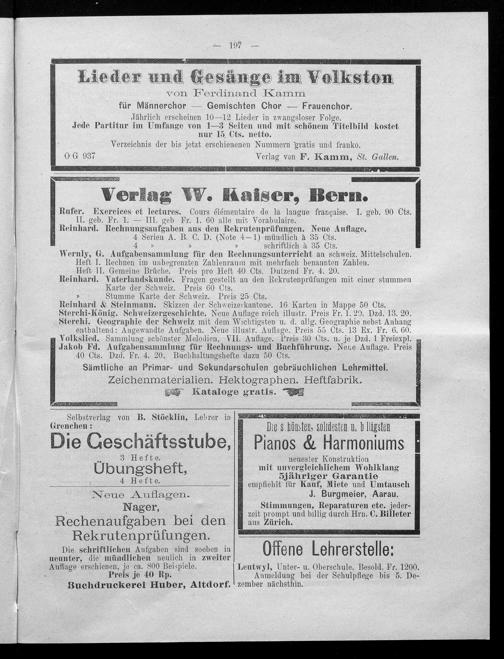 — 197 —
Lieder und Gesänge im Volkston
von Ferdinand Kamm
für Männerchor — Gemischten Chor — Frauenchor.
Jährlich erscheinen 10—12 Lieder in zwangsloser Folge.
Jede Partitur im Umfange von 1—3 Seiten und mit schönem Titelbild kostet
nur 15 Cts. netto.
Verzeichnis der bis jetzt erschienenen Nummern gratis und franko.
O G 937 Verlag von F. Kamm, St. Gallen.
Verlag W. Kaiser, Bern.
Rufer. Exercices et lectures. Cours élémentaire de la langue française. I. geb. 90 Cts.
II. geb. Fr. 1. — III. geb Fr. 1. 60 alle mit Vorabulaire.
Reinhard. Rechnungsaufgaben aus den Rekrutenprüfungen. Neue Auflage.
4 Serien A. B. C. D. (Note 4—1) mündlich à 35 Cts.
4 » » schriftlich à 35 Cts.
Wernly, G. Aufgabensammlung für den Rechnungsunterricht an schweiz. Mittelschulen.
Heft I. Rechnen im unbegrenzten Zahlenraum mit mehrfach benannten Zahlen.
Heft II. Gemeine Brüche. Preis pro Heft 40 Cts. Dutzend Fr. 4. 20.
Reinhard. Vaterlandskunde. Fragen gestellt an den Rekrutenprüfungen mit einer stummen
Karte der Schweiz. Preis 60 Cts.
» Stumme Karte der Schweiz. Preis 25 Cts.
Reinhard & Steinmann. Skizzen der Schweizerkantone. 16 Karten in Mappe 50 Cts.
Sterchi-König. Schweizergeschichte. Neue Auflage reich illustr. Preis Fr. 1. 20. Dzd. 13. 20.
Sterchi. Geographie der Schweiz mit dem Wichtigsten u. d. allg. Geographie nebst Anhang
enthaltend: Angewandte Aufgaben. Neue illustr. Auflage. Preis 55 Cts. 13 Ex. Fr. 6. 60.
Volkslied. Sammlung schönster Melodien. VII. Auflage. Preis 30 Cts. u. je Dzd. 1 Freiexpl.
Jakob Fd. Aufgabensammlung für Rechnungs- und Buchführung. Neue Auflage. Preis
40 Cts. Dzd. Fr. 4. 20. Buchhaltungshefte dazu 50 Cts.
Sämtliche an Primar- und Sekundarschulen gebräuchlichen Lehrmittel.
Zeichenmaterialien. Hektographen. Heftfabrik.
Kataloge gratis.
Selbstverlag von B. Stöcklin, Lehrer in
Grenchen:
Die Geschäftsstube,
3 Hefte.
Übungsheft,
4 Hefte.
Neue Auflagen.
Nager,
Rechenaufgaben bei den
Rekrutenprüfungen.
Die schriftlichen Aufgaben sind soeben in
neunter, die mündlichen neulich in zweiter
Auflage erschienen, je ca. 800 Beispiele.
Preis je 40 Rp.
Buchdruckerei Huber, Altdorf.
Die schönsten, solidesten u. billigsten
Pianos & Harmoniums
neuester Konstruktion
mit unvergleichlichem Wohlklang
5jähriger Garantie
empfiehlt für Kauf, Miete und Umtausch
J. Burgmeier, Aarau.
Stimmungen, Reparaturen etc. jeder-
zeit prompt und billig durch Hrn. C. Billeter
aus Zürich.
Offene Lehrerstelle:
Leutwyl, Unter- u. Oberschule. Besold. Fr. 1200.
Anmeldung bei der Schulpflege bis 5. De-
zember nächsthin.